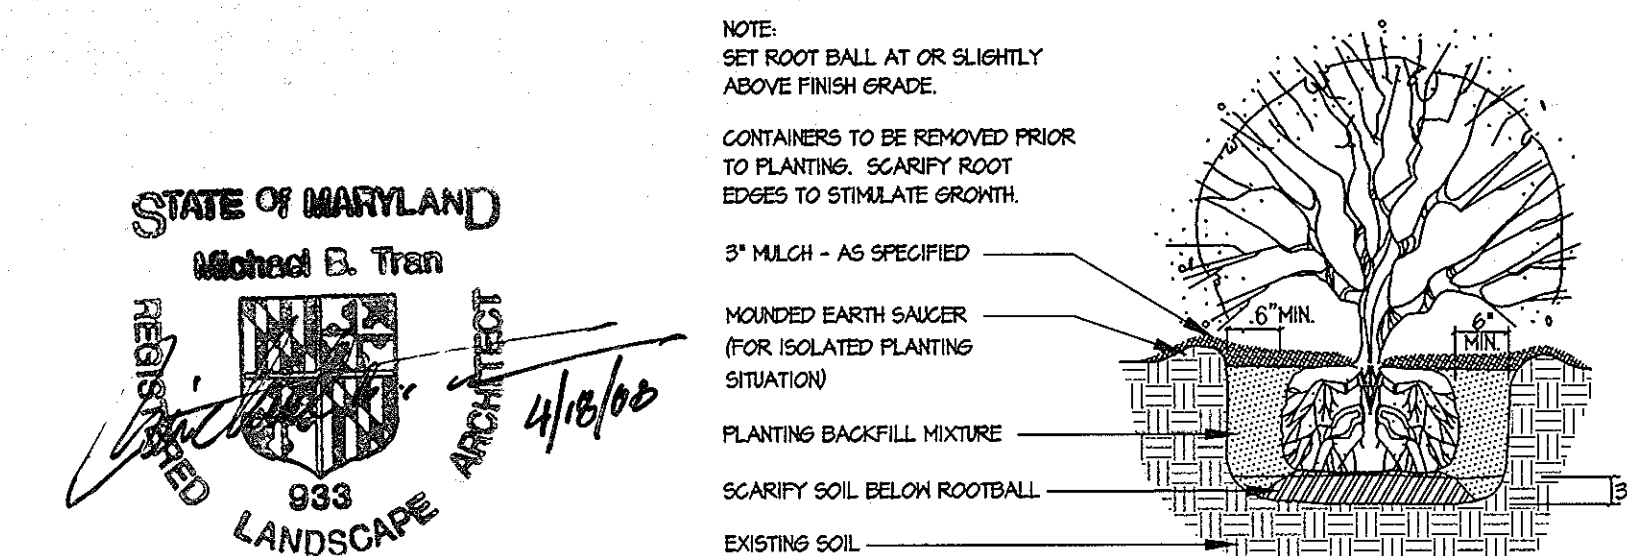 STATE OF MARYLAND
Michael B. Tran
REGISTERED
LANDSCAPE
ARCHITECT
933
4/18/08
NOTE:
SET ROOT BALL AT OR SLIGHTLY
ABOVE FINISH GRADE.
CONTAINERS TO BE REMOVED PRIOR
TO PLANTING. SCARIFY ROOT
EDGES TO STIMULATE GROWTH.
3" MULCH - AS SPECIFIED
MOUNDED EARTH SAUCER
(FOR ISOLATED PLANTING
SITUATION)
PLANTING BACKFILL MIXTURE
SCARIFY SOIL BELOW ROOTBALL
EXISTING SOIL
6" MIN.
6"
MIN.
3